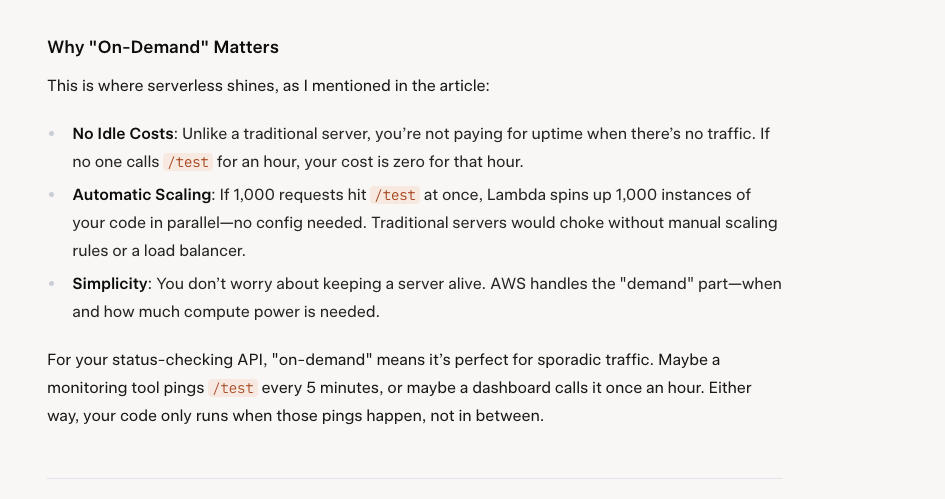 Why "On-Demand" Matters
This is where serverless shines, as I mentioned in the article:
No Idle Costs: Unlike a traditional server, you’re not paying for uptime when there’s no traffic. If
no one calls /test for an hour, your cost is zero for that hour.
Automatic Scaling: If 1,000 requests hit /test at once, Lambda spins up 1,000 instances of
your code in parallel—no config needed. Traditional servers would choke without manual scaling
rules or a load balancer.
Simplicity: You don’t worry about keeping a server alive. AWS handles the "demand" part—when
and how much compute power is needed.
For your status-checking API, "on-demand" means it’s perfect for sporadic traffic. Maybe a
monitoring tool pings /test every 5 minutes, or maybe a dashboard calls it once an hour. Either
way, your code only runs when those pings happen, not in between.